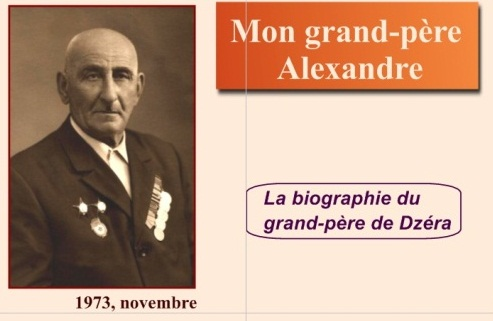 Mon grand-père
Alexandre
La biographie du
grand-père de Dzéra
1973, novembre